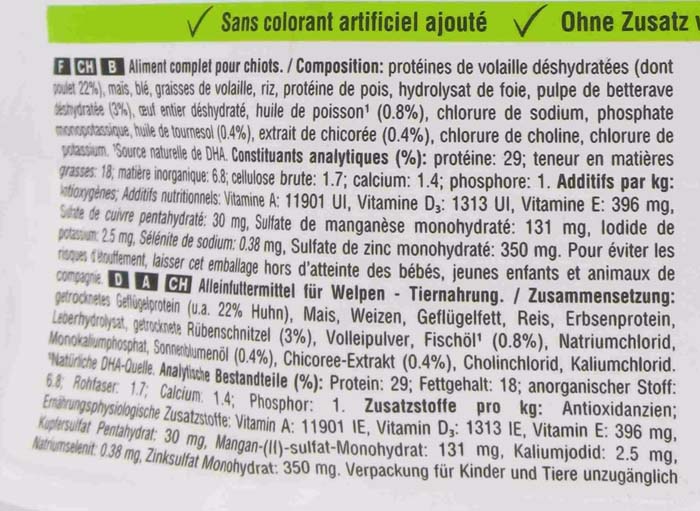 ✓ Sans colorant artificiel ajouté ✓ Ohne Zusatz
F CH B Aliment complet pour chiots. / Composition: protéines de volaille déshydratées (dont
poulet 22%), maïs, blé, graisses de volaille, riz, protéine de pois, hydrolysat de foie, pulpe de betterave
déshydratée (3%), œuf entier déshydraté, huile de poisson¹ (0.8%), chlorure de sodium, phosphate
monopotassique, huile de tournesol (0.4%), extrait de chicorée (0.4%), chlorure de choline, chlorure de
potassium. ¹Source naturelle de DHA. Constituants analytiques (%): protéine: 29; teneur en matières
grasses: 18; matière inorganique: 6.8; cellulose brute: 1.7; calcium: 1.4; phosphore: 1. Additifs par kg:
Antioxygènes; Additifs nutritionnels: Vitamine A: 11901 UI, Vitamine D₃: 1313 UI, Vitamine E: 396 mg,
Sulfate de cuivre pentahydraté: 30 mg, Sulfate de manganèse monohydraté: 131 mg, Iodide de
potassium: 2.5 mg, Sélénite de sodium: 0.38 mg, Sulfate de zinc monohydraté: 350 mg. Pour éviter les
risques d'étouffement, laisser cet emballage hors d'atteinte des bébés, jeunes enfants et animaux de
compagnie. D A CH Alleinfuttermittel für Welpen - Tiernahrung. / Zusammensetzung:
getrocknetes Geflügelprotein (u.a. 22% Huhn), Mais, Weizen, Geflügelfett, Reis, Erbsenprotein,
Leberhydrolysat, getrocknete Rübenschnitzel (3%), Volleipulver, Fischöl¹ (0.8%), Natriumchlorid,
Monokaliumphosphat, Sonnenblumenöl (0.4%), Chicoree-Extrakt (0.4%), Cholinchlorid, Kaliumchlorid.
¹Natürliche DHA-Quelle. Analytische Bestandteile (%): Protein: 29; Fettgehalt: 18; anorganischer Stoff:
6.8; Rohfaser: 1.7; Calcium: 1.4; Phosphor: 1. Zusatzstoffe pro kg: Antioxidanzien;
Ernährungsphysiologische Zusatzstoffe: Vitamin A: 11901 IE, Vitamin D₃: 1313 IE, Vitamin E: 396 mg,
Kupfersulfat Pentahydrat: 30 mg, Mangan-(II)-sulfat-Monohydrat: 131 mg, Kaliumjodid: 2.5 mg,
Natriumselenit: 0.38 mg, Zinksulfat Monohydrat: 350 mg. Verpackung für Kinder und Tiere unzugänglich